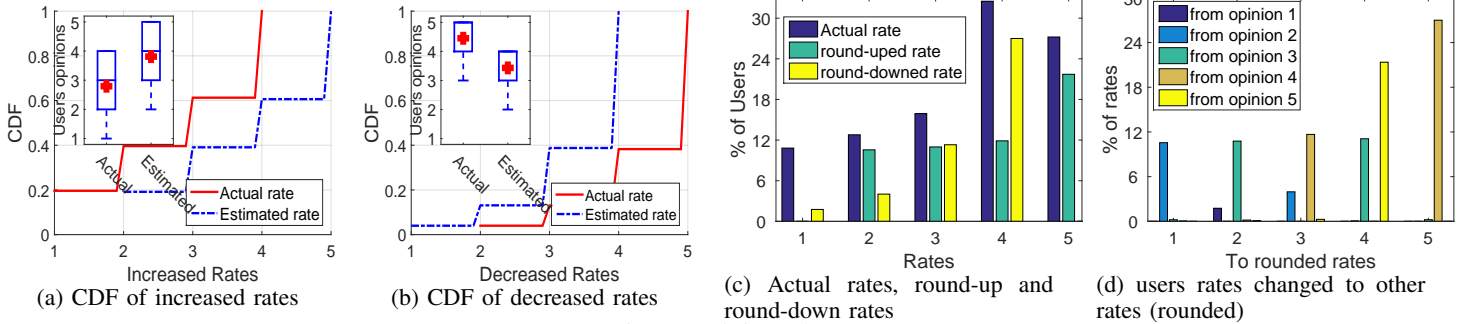 1
0.8
0.6
0.4
0.2
0
CDF
5
4
3
2
1
Users opinions
Actual
Estimated
Actual rate
Estimated rate
1 2 3 4 5
Increased Rates
(a) CDF of increased rates
1
0.8
0.6
0.4
0.2
0
CDF
5
4
3
2
1
Users opinions
Actual
Estimated
Actual rate
Estimated rate
1 2 3 4 5
Decreased Rates
(b) CDF of decreased rates
30
24
18
12
6
0
% of Users
Actual rate
round-uped rate
round-downed rate
1 2 3 4 5
Rates
(c) Actual rates, round-up and
round-down rates
30
24
18
12
6
0
% of rates
from opinion 1
from opinion 2
from opinion 3
from opinion 4
from opinion 5
1 2 3 4 5
To rounded rates
(d) users rates changed to other
rates (rounded)